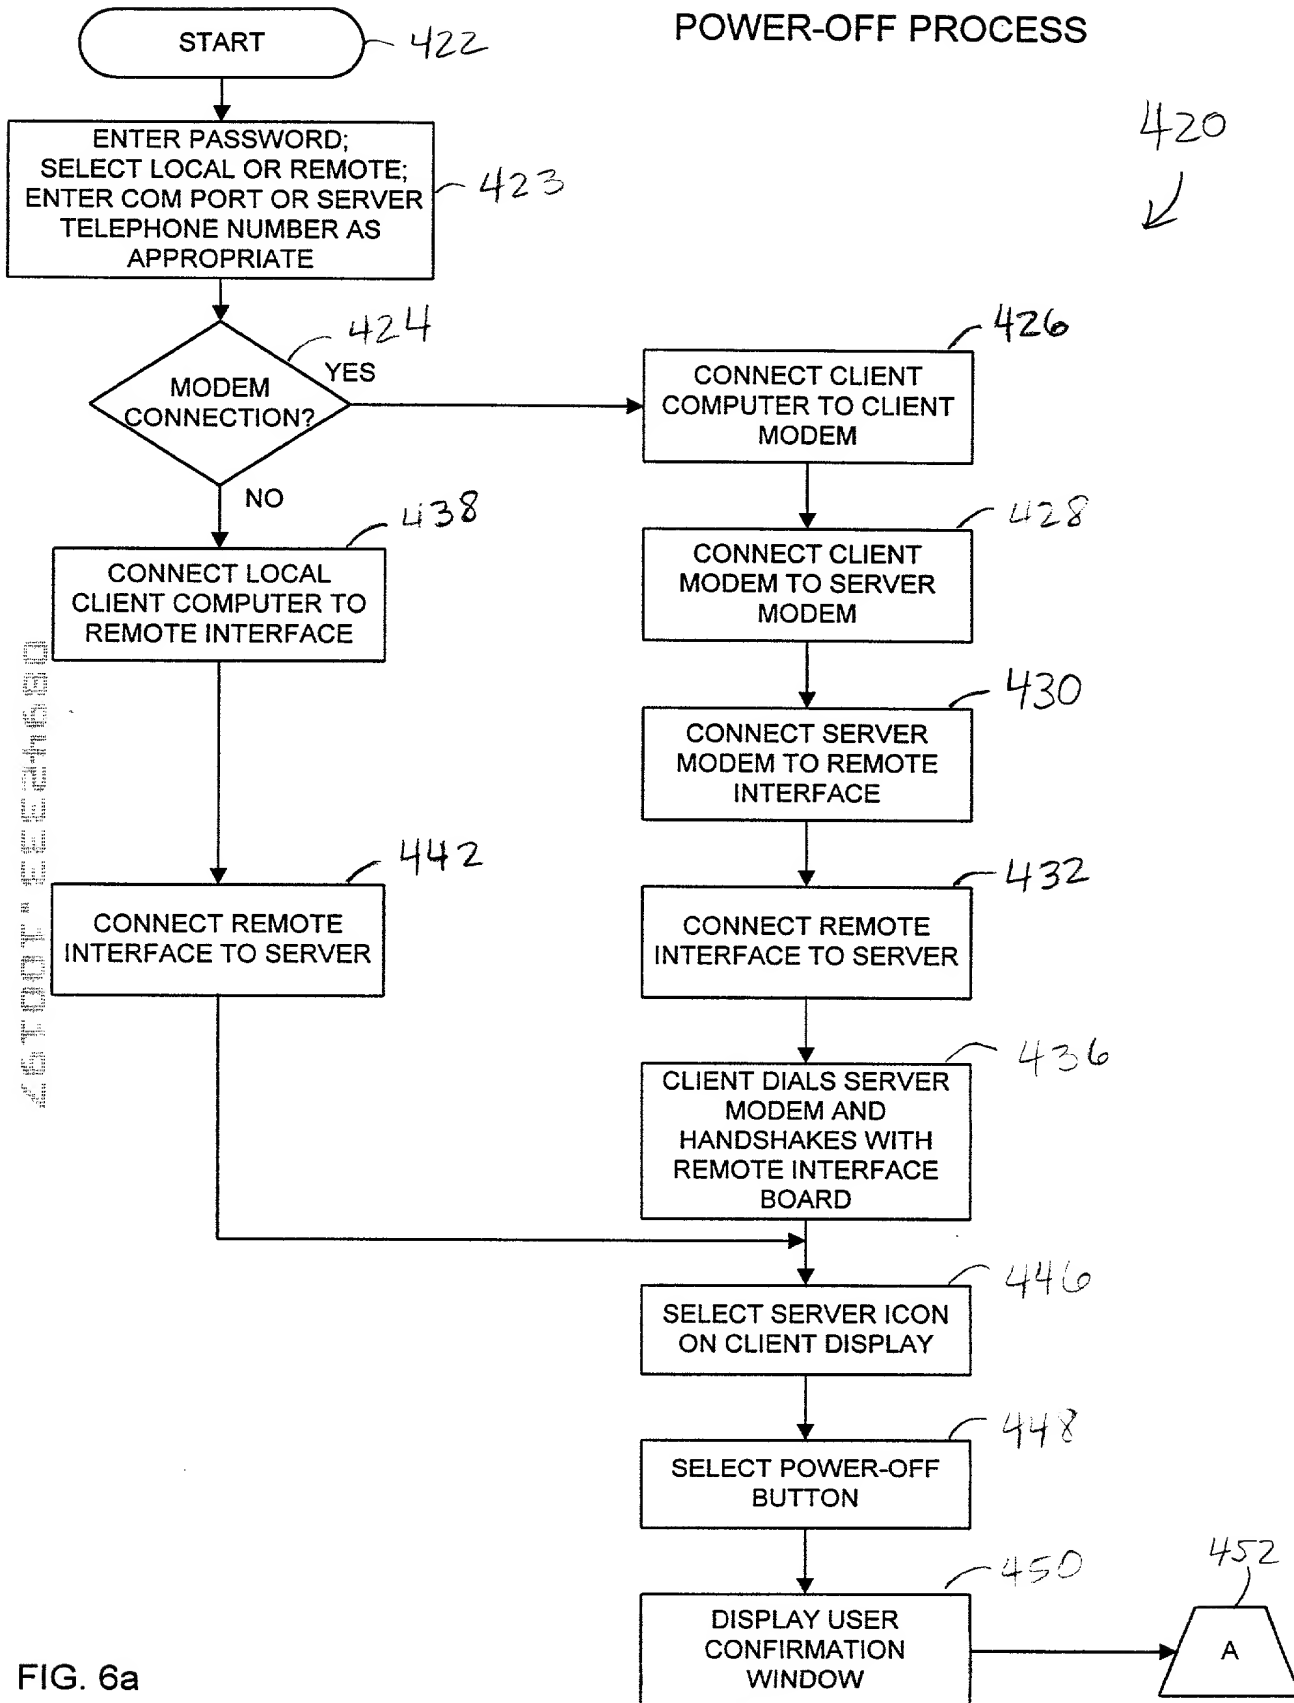 POWER-OFF PROCESS
420
START
422
ENTER PASSWORD;
SELECT LOCAL OR REMOTE;
ENTER COM PORT OR SERVER
TELEPHONE NUMBER AS
APPROPRIATE
423
424
MODEM
CONNECTION?
YES
NO
426
CONNECT CLIENT
COMPUTER TO CLIENT
MODEM
428
CONNECT CLIENT
MODEM TO SERVER
MODEM
430
CONNECT SERVER
MODEM TO REMOTE
INTERFACE
432
CONNECT REMOTE
INTERFACE TO SERVER
436
CLIENT DIALS SERVER
MODEM AND
HANDSHAKES WITH
REMOTE INTERFACE
BOARD
438
CONNECT LOCAL
CLIENT COMPUTER TO
REMOTE INTERFACE
442
CONNECT REMOTE
INTERFACE TO SERVER
446
SELECT SERVER ICON
ON CLIENT DISPLAY
448
SELECT POWER-OFF
BUTTON
450
DISPLAY USER
CONFIRMATION
WINDOW
452
A
FIG. 6a